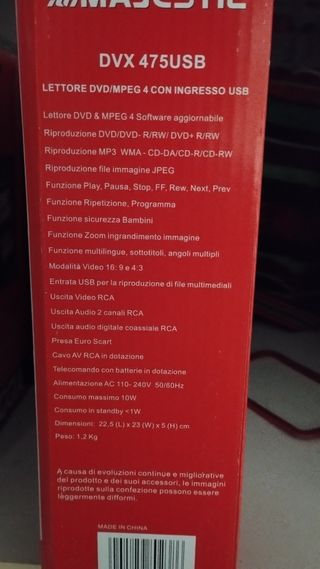 MAJESTIC
DVX 475USB
LETTORE DVD/MPEG 4 CON INGRESSO USB
Lettore DVD & MPEG 4 Software aggiornabile
Riproduzione DVD/DVD- R/RW/ DVD+ R/RW
Riproduzione MP3 WMA - CD-DA/CD-R/CD-RW
Riproduzione file immagine JPEG
Funzione Play, Pausa, Stop, FF, Rew, Next, Prev
Funzione Ripetizione, Programma
Funzione sicurezza Bambini
Funzione Zoom ingrandimento immagine
Funzione multilingue, sottotitoli, angoli multipli
Modalità Video 16: 9 e 4:3
Entrata USB per la riproduzione di file multimediali
Uscita Video RCA
Uscita Audio 2 canali RCA
Uscita audio digitale coassiale RCA
Presa Euro Scart
Cavo AV RCA in dotazione
Telecomando con batterie in dotazione
Alimentazione AC 110- 240V 50/60Hz
Consumo massimo 10W
Consumo in standby <1W
Dimensioni: 22,5 (L) x 23 (W) x 5 (H) cm
Peso: 1,2 Kg
A causa di evoluzioni continue e migliorative
del prodotto e dei suoi accessori, le immagini
riprodotte sulla confezione possono essere
leggermente difformi.
MADE IN CHINA